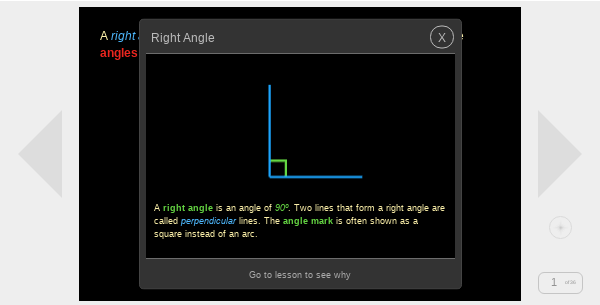 A right
e
angles
Right Angle
X
A right angle is an angle of 90º. Two lines that form a right angle are
called perpendicular lines. The angle mark is often shown as a
square instead of an arc.
Go to lesson to see why
1